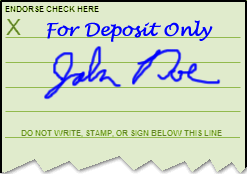 ENDORSE CHECK HERE
X For Deposit Only
John Doe
DO NOT WRITE, STAMP, OR SIGN BELOW THIS LINE